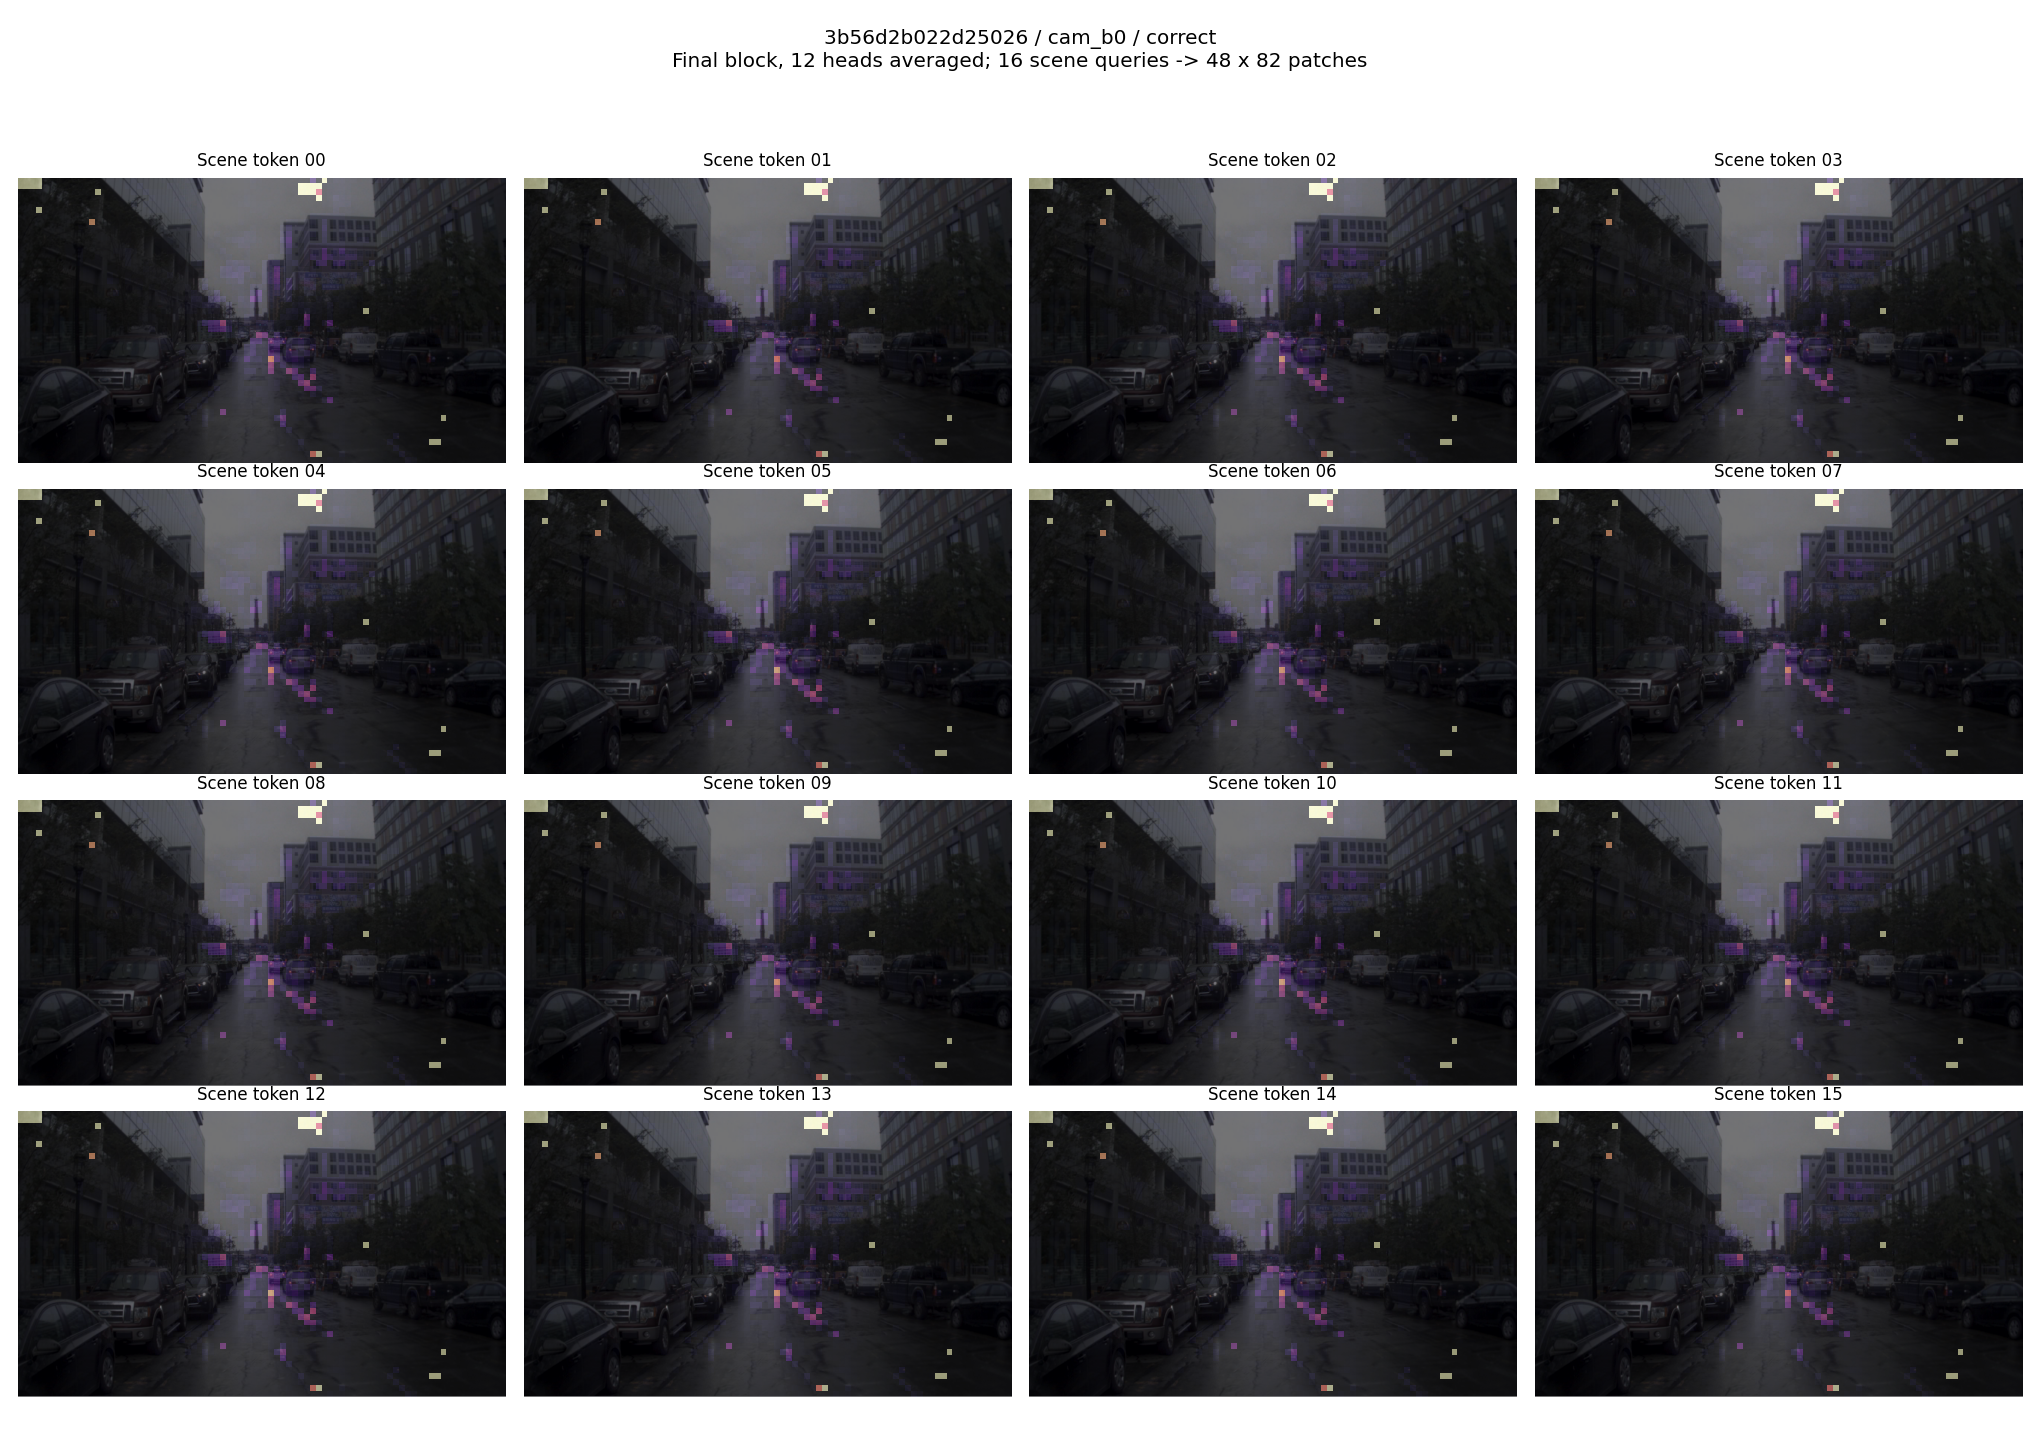 3b56d2b022d25026 / cam_b0 / correct
Final block, 12 heads averaged; 16 scene queries -> 48 x 82 patches
Scene token 00
Scene token 01
Scene token 02
Scene token 03
Scene token 04
Scene token 05
Scene token 06
Scene token 07
Scene token 08
Scene token 09
Scene token 10
Scene token 11
Scene token 12
Scene token 13
Scene token 14
Scene token 15